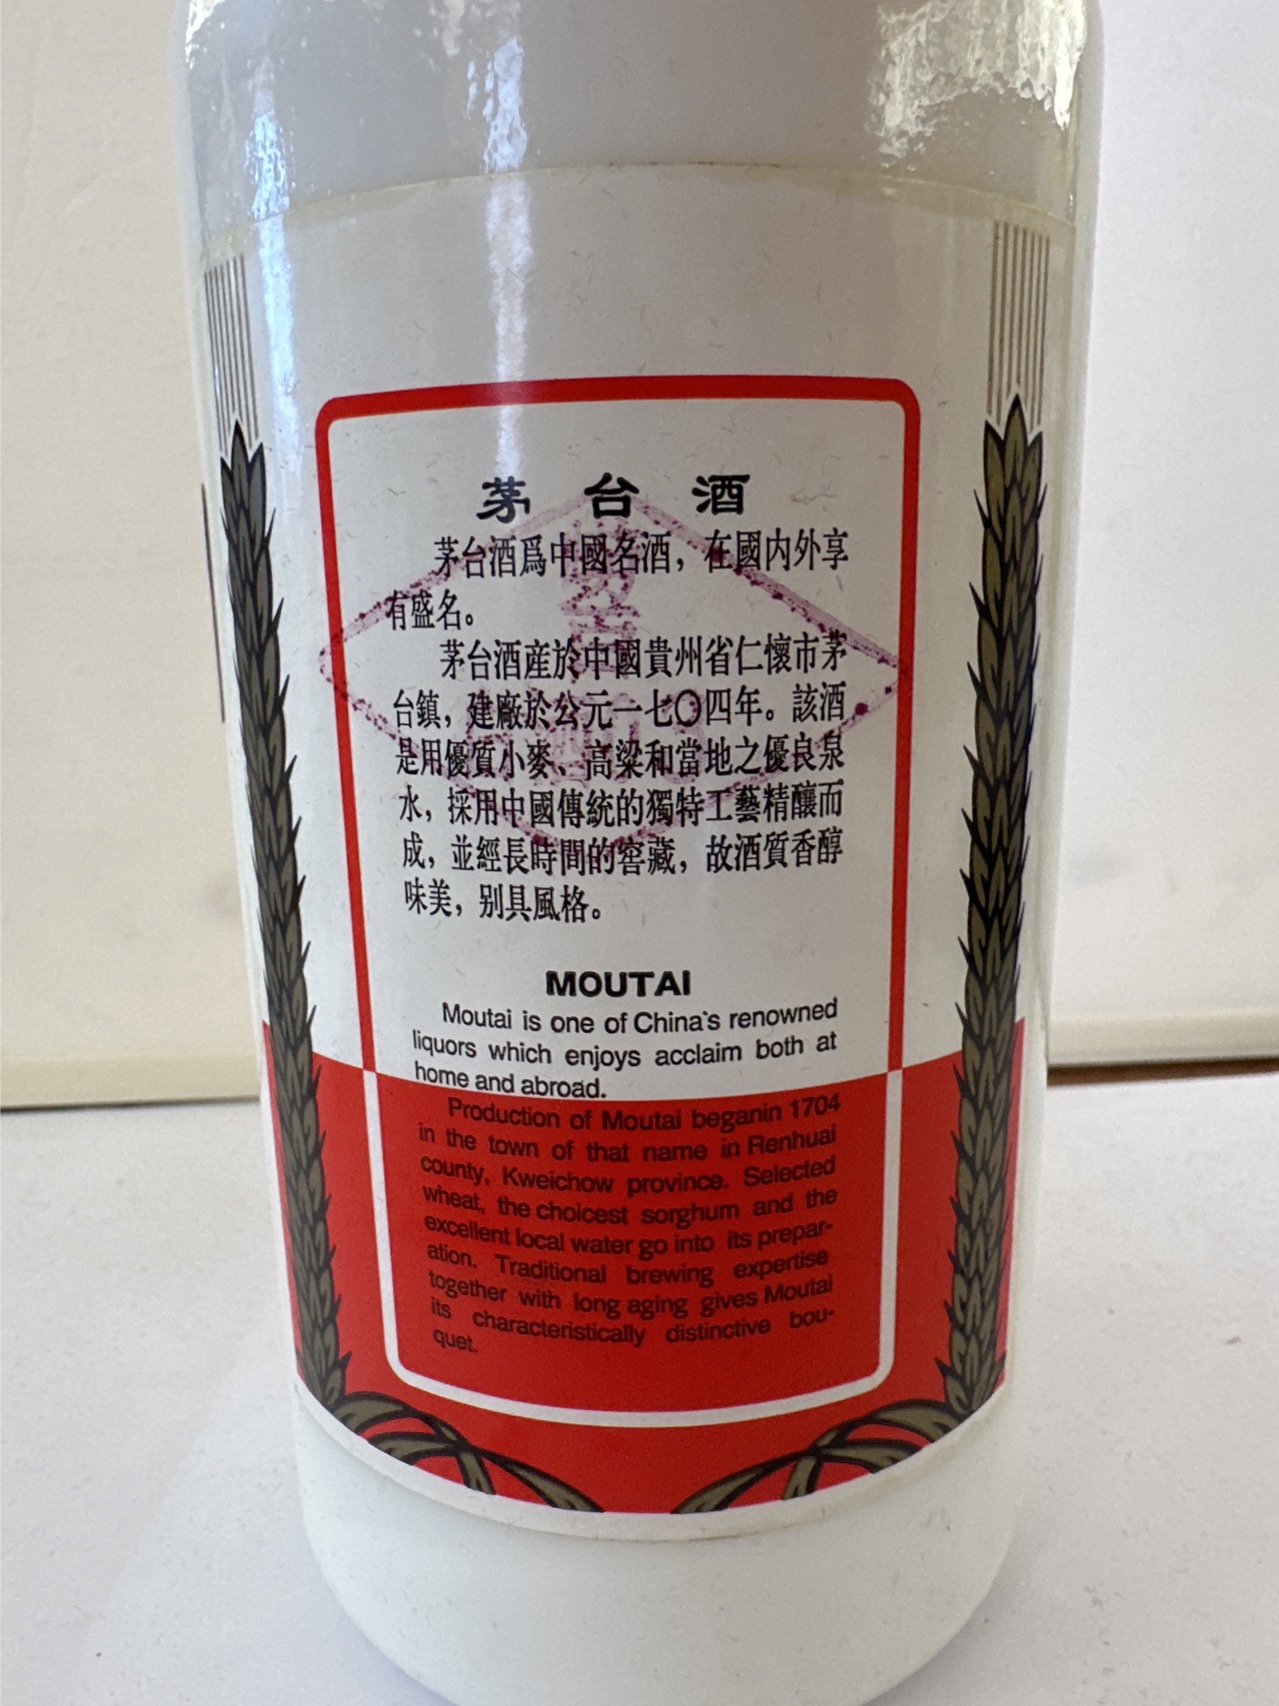 茅台酒
茅台酒爲中國名酒，在國内外享
有盛名。
茅台酒産於中國貴州省仁懷市茅
台鎮，建廠於公元一七〇四年。該酒
是用優質小麥、高粱和當地之優良泉
水，採用中國傳統的獨特工藝精釀而
成，並經長時間的窖藏，故酒質香醇
味美，别具風格。
MOUTAI
Moutai is one of China's renowned
liquors which enjoys acclaim both at
home and abroad.
Production of Moutai beganin 1704
in the town of that name in Renhuai
county, Kweichow province. Selected
wheat, the choicest sorghum and the
excellent local water go into its prepar-
ation. Traditional brewing expertise
together with long aging gives Moutai
its characteristically distinctive bou-
quet.